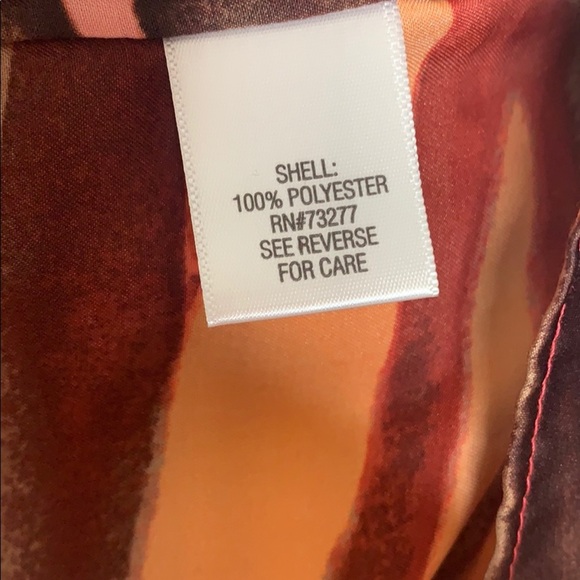 SHELL:
100% POLYESTER
RN#73277
SEE REVERSE
FOR CARE